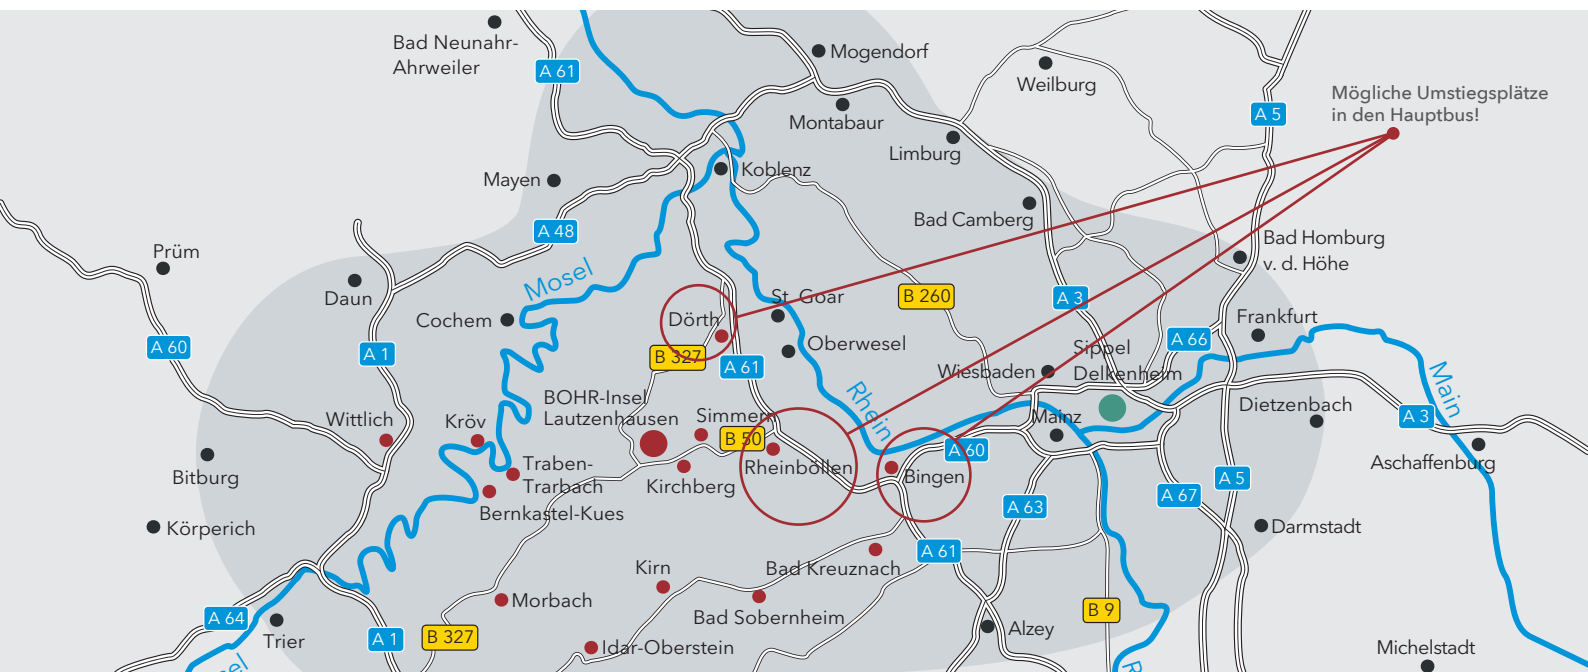 Bad Neunahr-
Ahrweiler
A 61
Mogendorf
Weilburg
Mögliche Umstiegsplätze
in den Hauptbus!
A 5
Montabaur
Limburg
Mayen
Koblenz
Bad Camberg
A 48
Prüm
Bad Homburg
v. d. Höhe
Mosel
Daun
St. Goar
B 260
A 3
Cochem
Dörth
Frankfurt
A 60
A 1
B 327
A 61
Oberwesel
A 66
Sippel
Delkenheim
Wiesbaden
Main
Rhein
BOHR-Insel
Lautzenhausen
Wittlich
Kröv
Simmern
Mainz
Dietzenbach
A 3
B 50
A 60
Aschaffenburg
Bitburg
Traben-
Trarbach
Kirchberg
Rheinböllen
Bingen
A 5
A 67
Bernkastel-Kues
A 63
Körperich
Darmstadt
A 61
Bad Kreuznach
Kirn
Morbach
Bad Sobernheim
B 9
A 64
Trier
A 1
B 327
Idar-Oberstein
Alzey
Michelstadt
sel
R